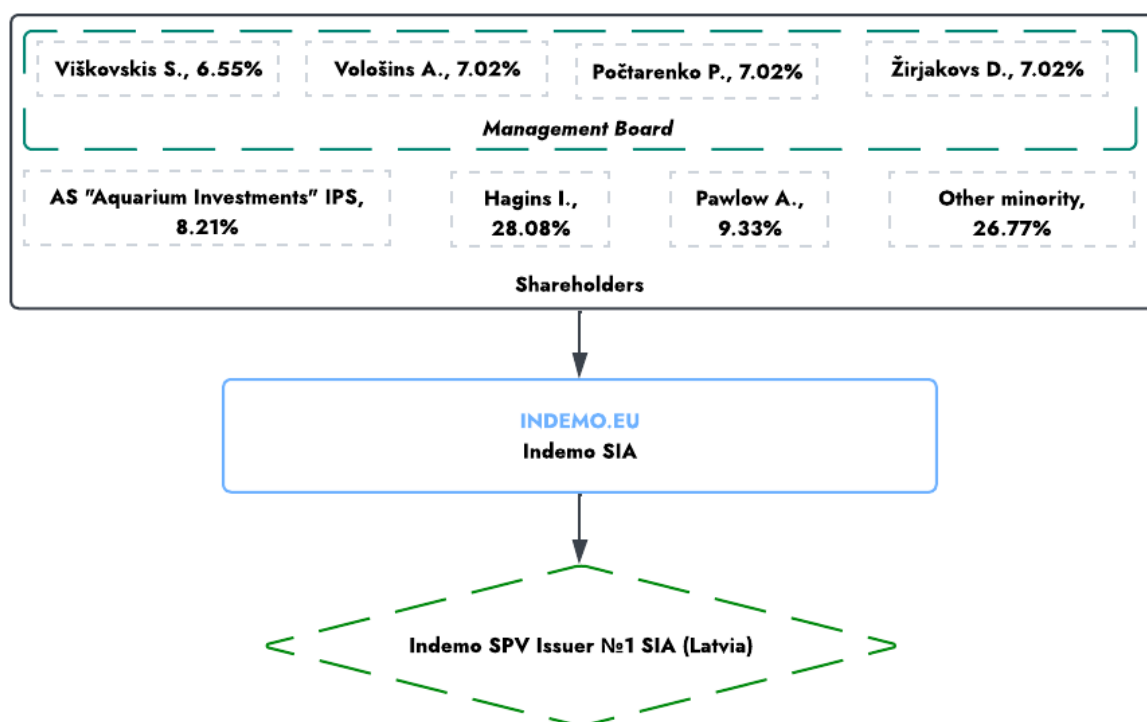 Viškovskis S., 6.55%
Vološins A., 7.02%
Počtarenko P., 7.02%
Žirjakovs D., 7.02%
Management Board
AS "Aquarium Investments" IPS,
8.21%
Hagins I.,
28.08%
Pawlow A.,
9.33%
Other minority,
26.77%
Shareholders
INDEMO.EU
Indemo SIA
Indemo SPV Issuer №1 SIA (Latvia)